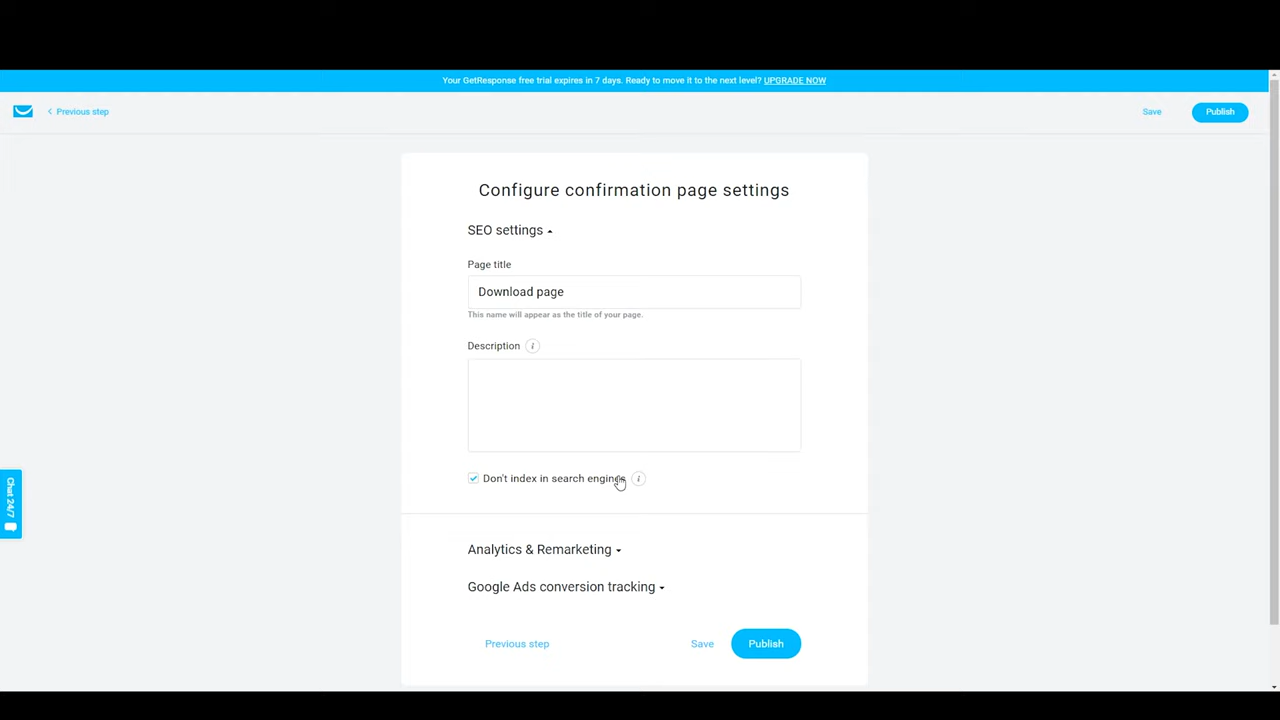 Your GetResponse free trial expires in 7 days. Ready to move it to the next level? UPGRADE NOW
Previous step
Save
Publish
Configure confirmation page settings
SEO settings
Page title
Download page
This name will appear as the title of your page.
Description
Don't index in search engines
Analytics & Remarketing
Google Ads conversion tracking
Previous step
Save
Publish
Chat 24/7